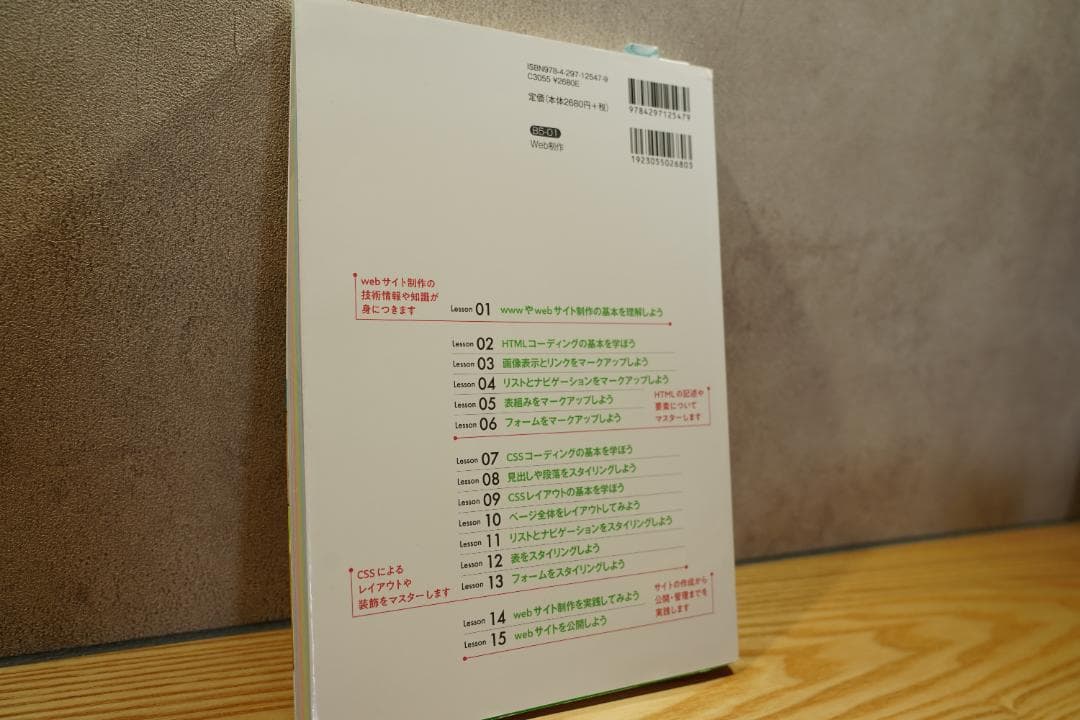 ISBN978-4-297-12547-9
C3055 ¥2680E
定価(本体2680円+税)
9784297125479
B5-01
Web制作
1923055026805
webサイト制作の
技術情報や知識が
身につきます
Lesson 01 wwwやwebサイト制作の基本を理解しよう
Lesson 02 HTMLコーディングの基本を学ぼう
Lesson 03 画像表示とリンクをマークアップしよう
Lesson 04 リストとナビゲーションをマークアップしよう
Lesson 05 表組みをマークアップしよう
Lesson 06 フォームをマークアップしよう
HTMLの記述や
要素について
マスターします
Lesson 07 CSSコーディングの基本を学ぼう
Lesson 08 見出しや段落をスタイリングしよう
Lesson 09 CSSレイアウトの基本を学ぼう
Lesson 10 ページ全体をレイアウトしてみよう
Lesson 11 リストとナビゲーションをスタイリングしよう
Lesson 12 表をスタイリングしよう
Lesson 13 フォームをスタイリングしよう
CSSによる
レイアウトや
装飾をマスターします
Lesson 14 webサイト制作を実践してみよう
Lesson 15 webサイトを公開しよう
サイトの作成から
公開・管理までを
実践します